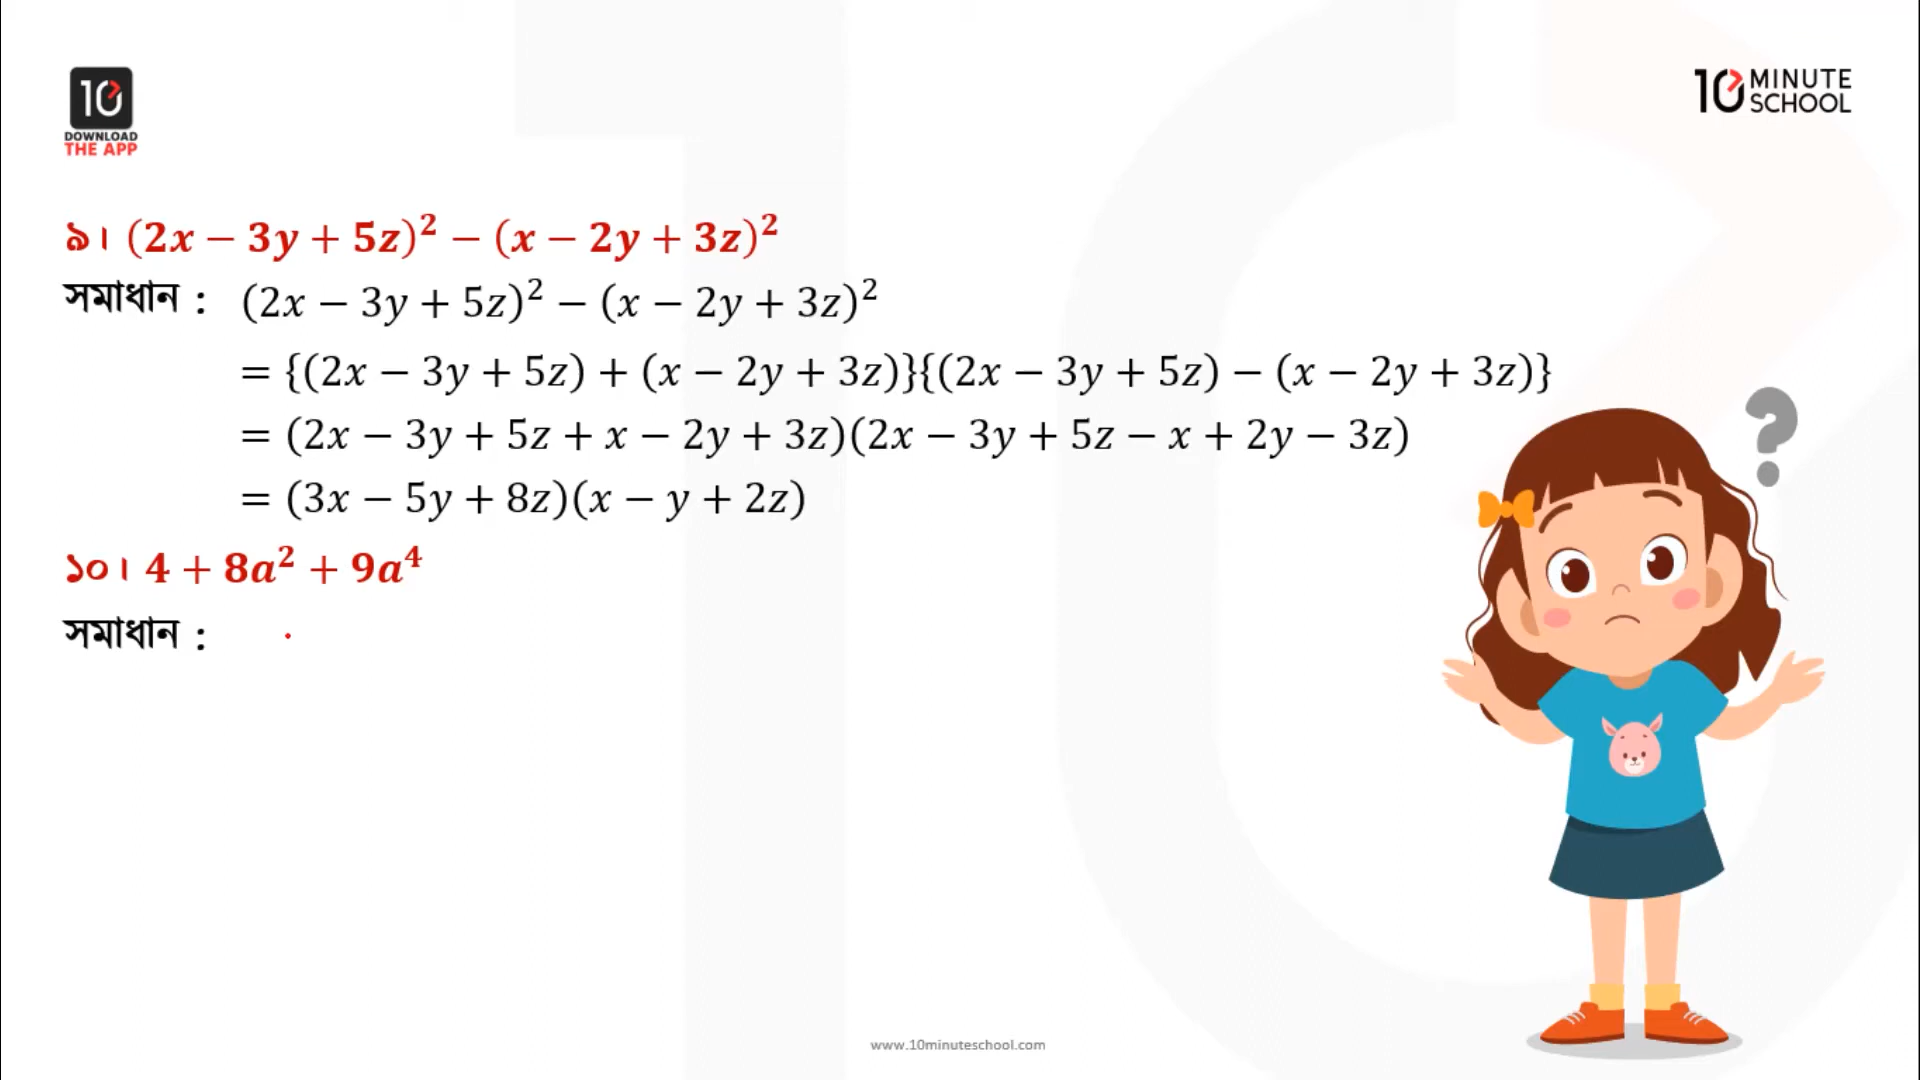 10
DOWNLOAD
THE APP
10 MINUTE
SCHOOL
৯। (2x − 3y + 5z)² − (x − 2y + 3z)²
সমাধান : (2x − 3y + 5z)² − (x − 2y + 3z)²
= {(2x − 3y + 5z) + (x − 2y + 3z)}{(2x − 3y + 5z) − (x − 2y + 3z)}
= (2x − 3y + 5z + x − 2y + 3z)(2x − 3y + 5z − x + 2y − 3z)
= (3x − 5y + 8z)(x − y + 2z)
১০। 4 + 8a² + 9a⁴
সমাধান :
www.10minuteschool.com